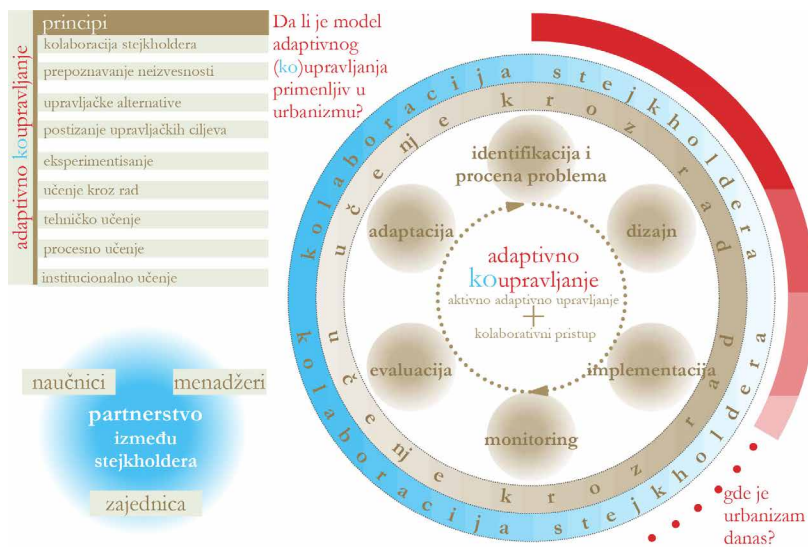 principi
adaptivno koupravljanje
kolaboracija stejkholdera
prepoznavanje neizvesnosti
upravljačke alternative
postizanje upravljačkih ciljeva
eksperimentisanje
učenje kroz rad
tehničko učenje
procesno učenje
institucionalno učenje
Da li je model
adaptivnog
(ko)upravljanja
primenljiv u
urbanizmu?
kolaboracija stejkholdera
kolaboracija stejkholdera
učenje kroz rad
učenje kroz rad
identifikacija i
procena problema
dizajn
implementacija
monitoring
evaluacija
adaptacija
adaptivno
koupravljanje
aktivno adaptivno upravljanje
+
kolaborativni pristup
naučnici
menadžeri
partnerstvo
između
stejkholdera
zajednica
gde je
urbanizam
danas?